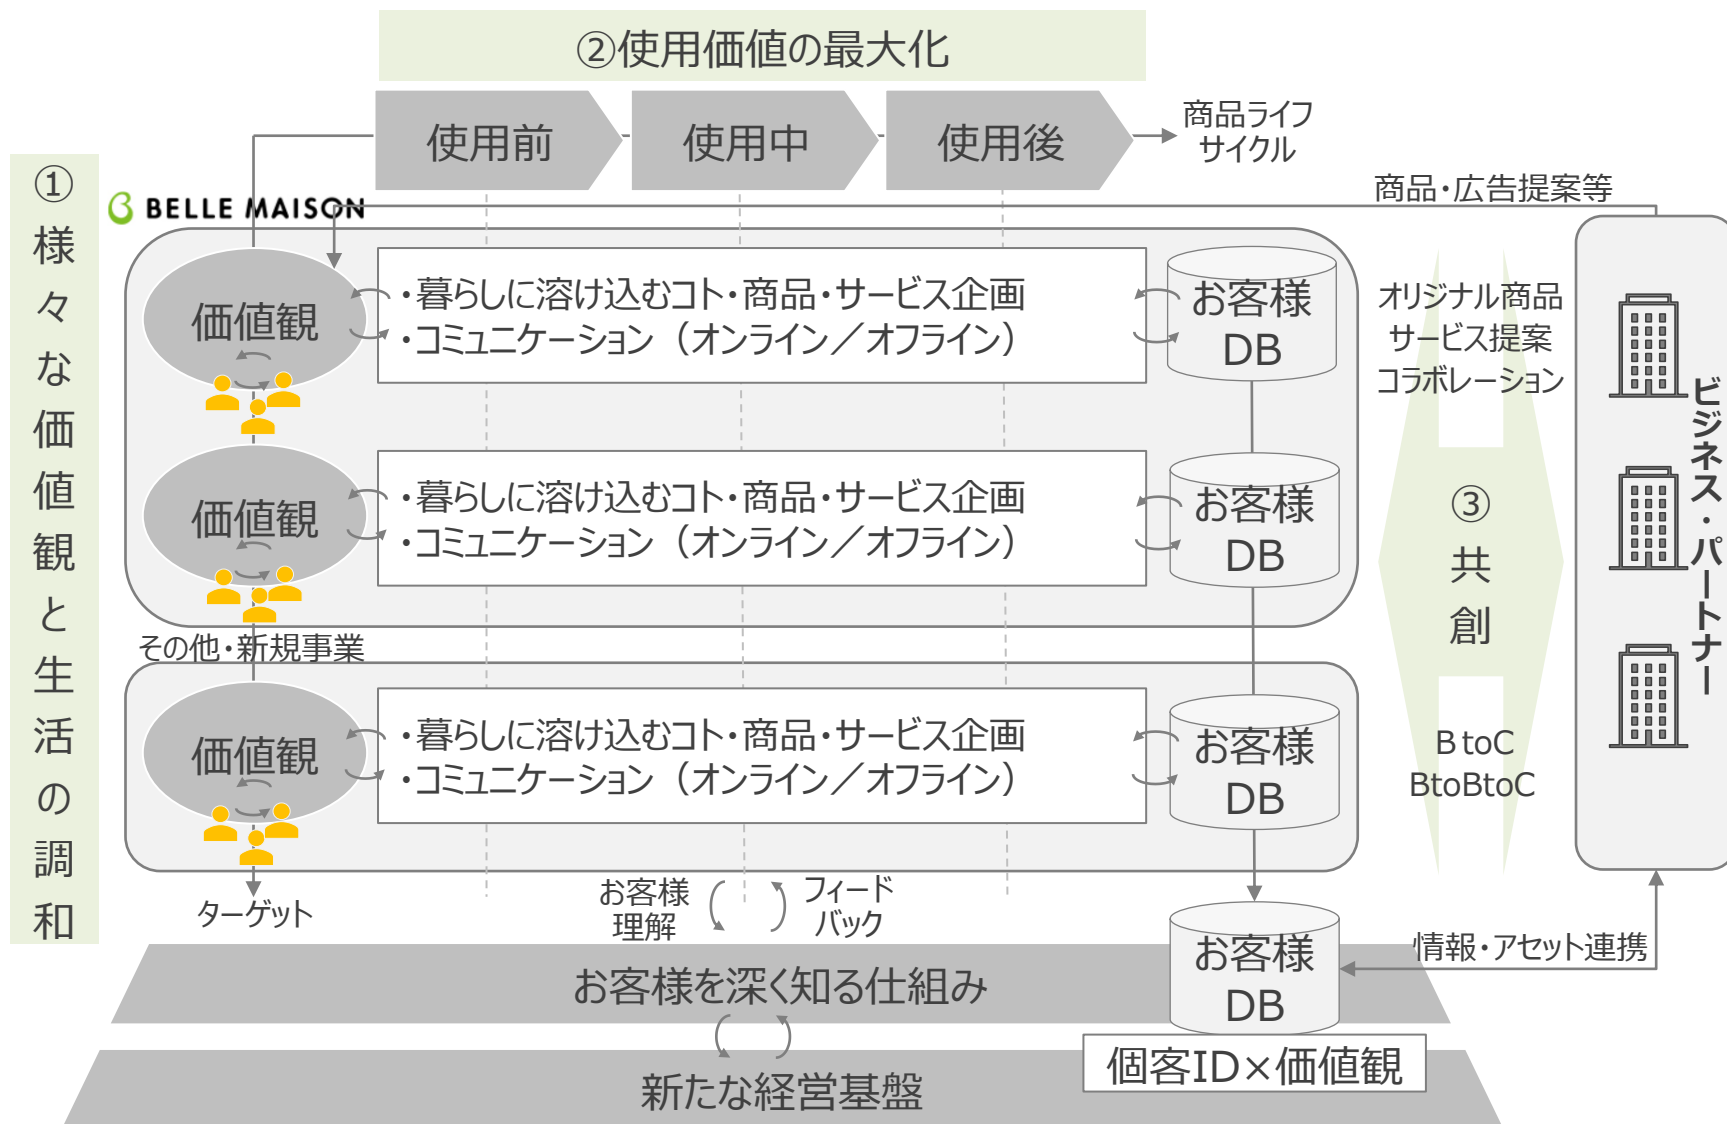 ②使用価値の最大化
使用前
使用中
使用後
商品ライフ
サイクル
①様々な価値観と生活の調和
BELLE MAISON
商品・広告提案等
価値観
・暮らしに溶け込むコト・商品・サービス企画
・コミュニケーション（オンライン／オフライン）
お客様
DB
価値観
・暮らしに溶け込むコト・商品・サービス企画
・コミュニケーション（オンライン／オフライン）
お客様
DB
その他・新規事業
価値観
・暮らしに溶け込むコト・商品・サービス企画
・コミュニケーション（オンライン／オフライン）
お客様
DB
オリジナル商品
サービス提案
コラボレーション
③共創
B toC
BtoBtoC
ビジネス・パートナー
ターゲット
お客様
理解
フィード
バック
お客様を深く知る仕組み
お客様
DB
情報・アセット連携
個客ID×価値観
新たな経営基盤